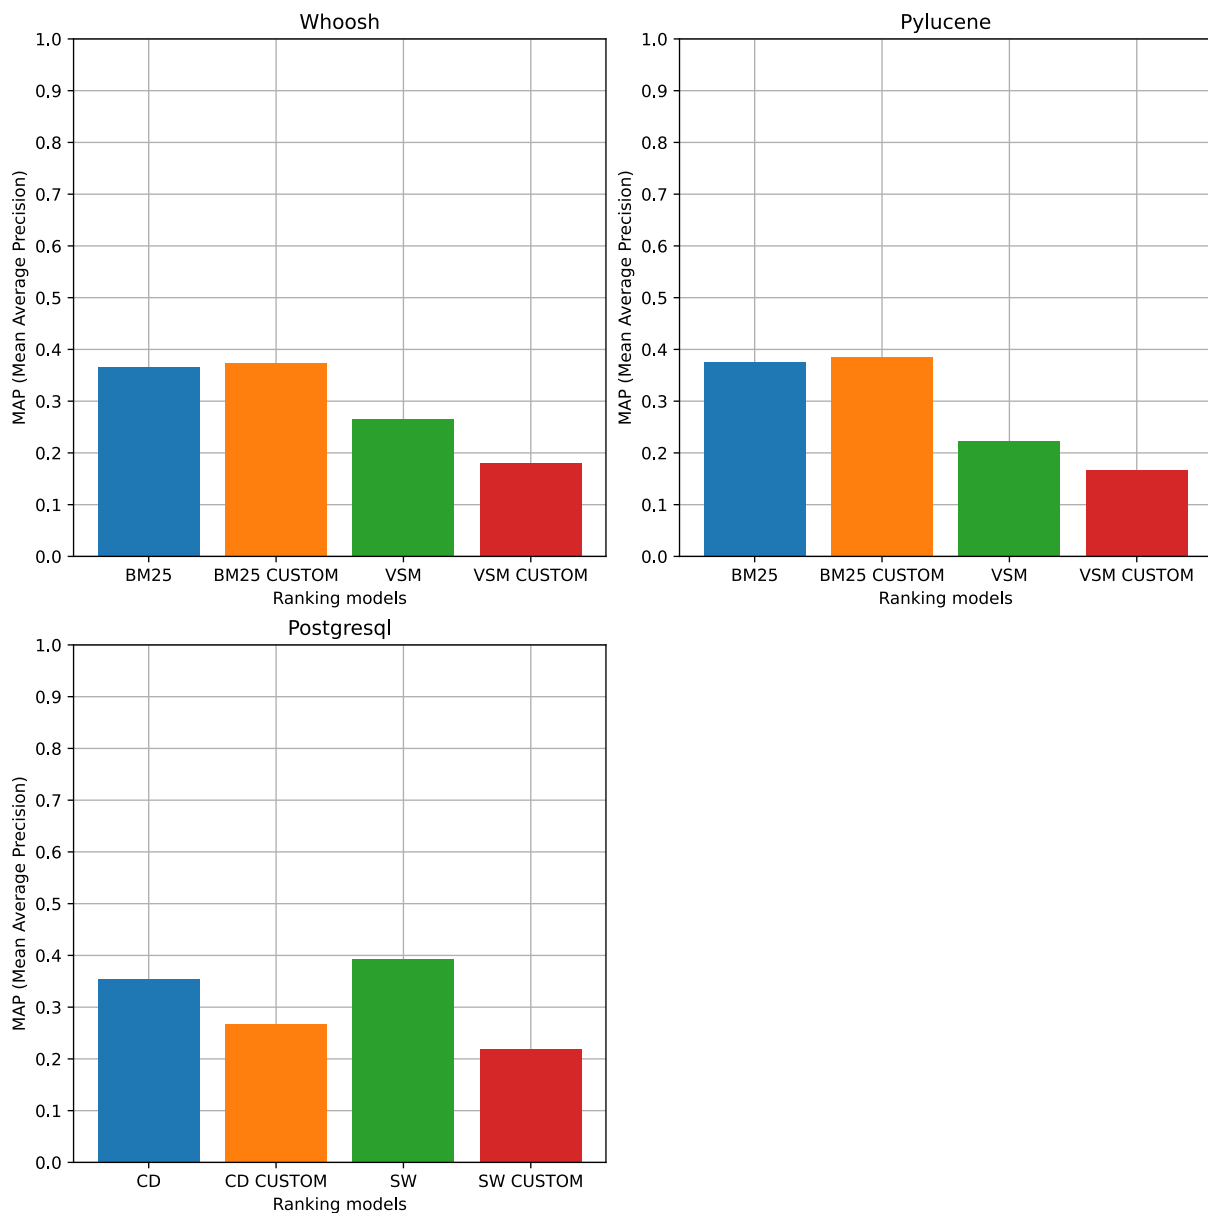 Whoosh
1.0
0.9
0.8
0.7
0.6
0.5
0.4
0.3
0.2
0.1
0.0
MAP (Mean Average Precision)
BM25 BM25 CUSTOM VSM VSM CUSTOM
Ranking models
Pylucene
1.0
0.9
0.8
0.7
0.6
0.5
0.4
0.3
0.2
0.1
0.0
MAP (Mean Average Precision)
BM25 BM25 CUSTOM VSM VSM CUSTOM
Ranking models
Postgresql
1.0
0.9
0.8
0.7
0.6
0.5
0.4
0.3
0.2
0.1
0.0
MAP (Mean Average Precision)
CD CD CUSTOM SW SW CUSTOM
Ranking models